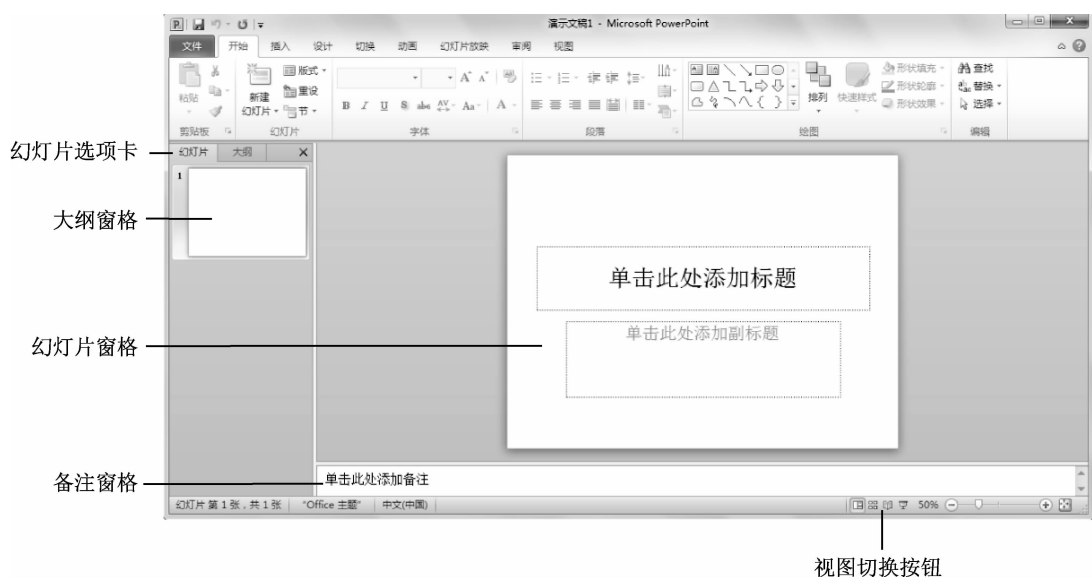 演示文稿1 - Microsoft PowerPoint
文件 开始 插入 设计 切换 动画 幻灯片放映 审阅 视图
粘贴 新建 幻灯片 版式 重设 节
B I U S abc AV Aa A A A
排列 快速样式 形状填充 形状轮廓 形状效果
查找 替换 选择
剪贴板 幻灯片 字体 段落 绘图 编辑
幻灯片选项卡
幻灯片 大纲
1
大纲窗格
单击此处添加标题
单击此处添加副标题
幻灯片窗格
备注窗格
单击此处添加备注
幻灯片 第 1 张，共 1 张 "Office 主题" 中文(中国) 50%
视图切换按钮